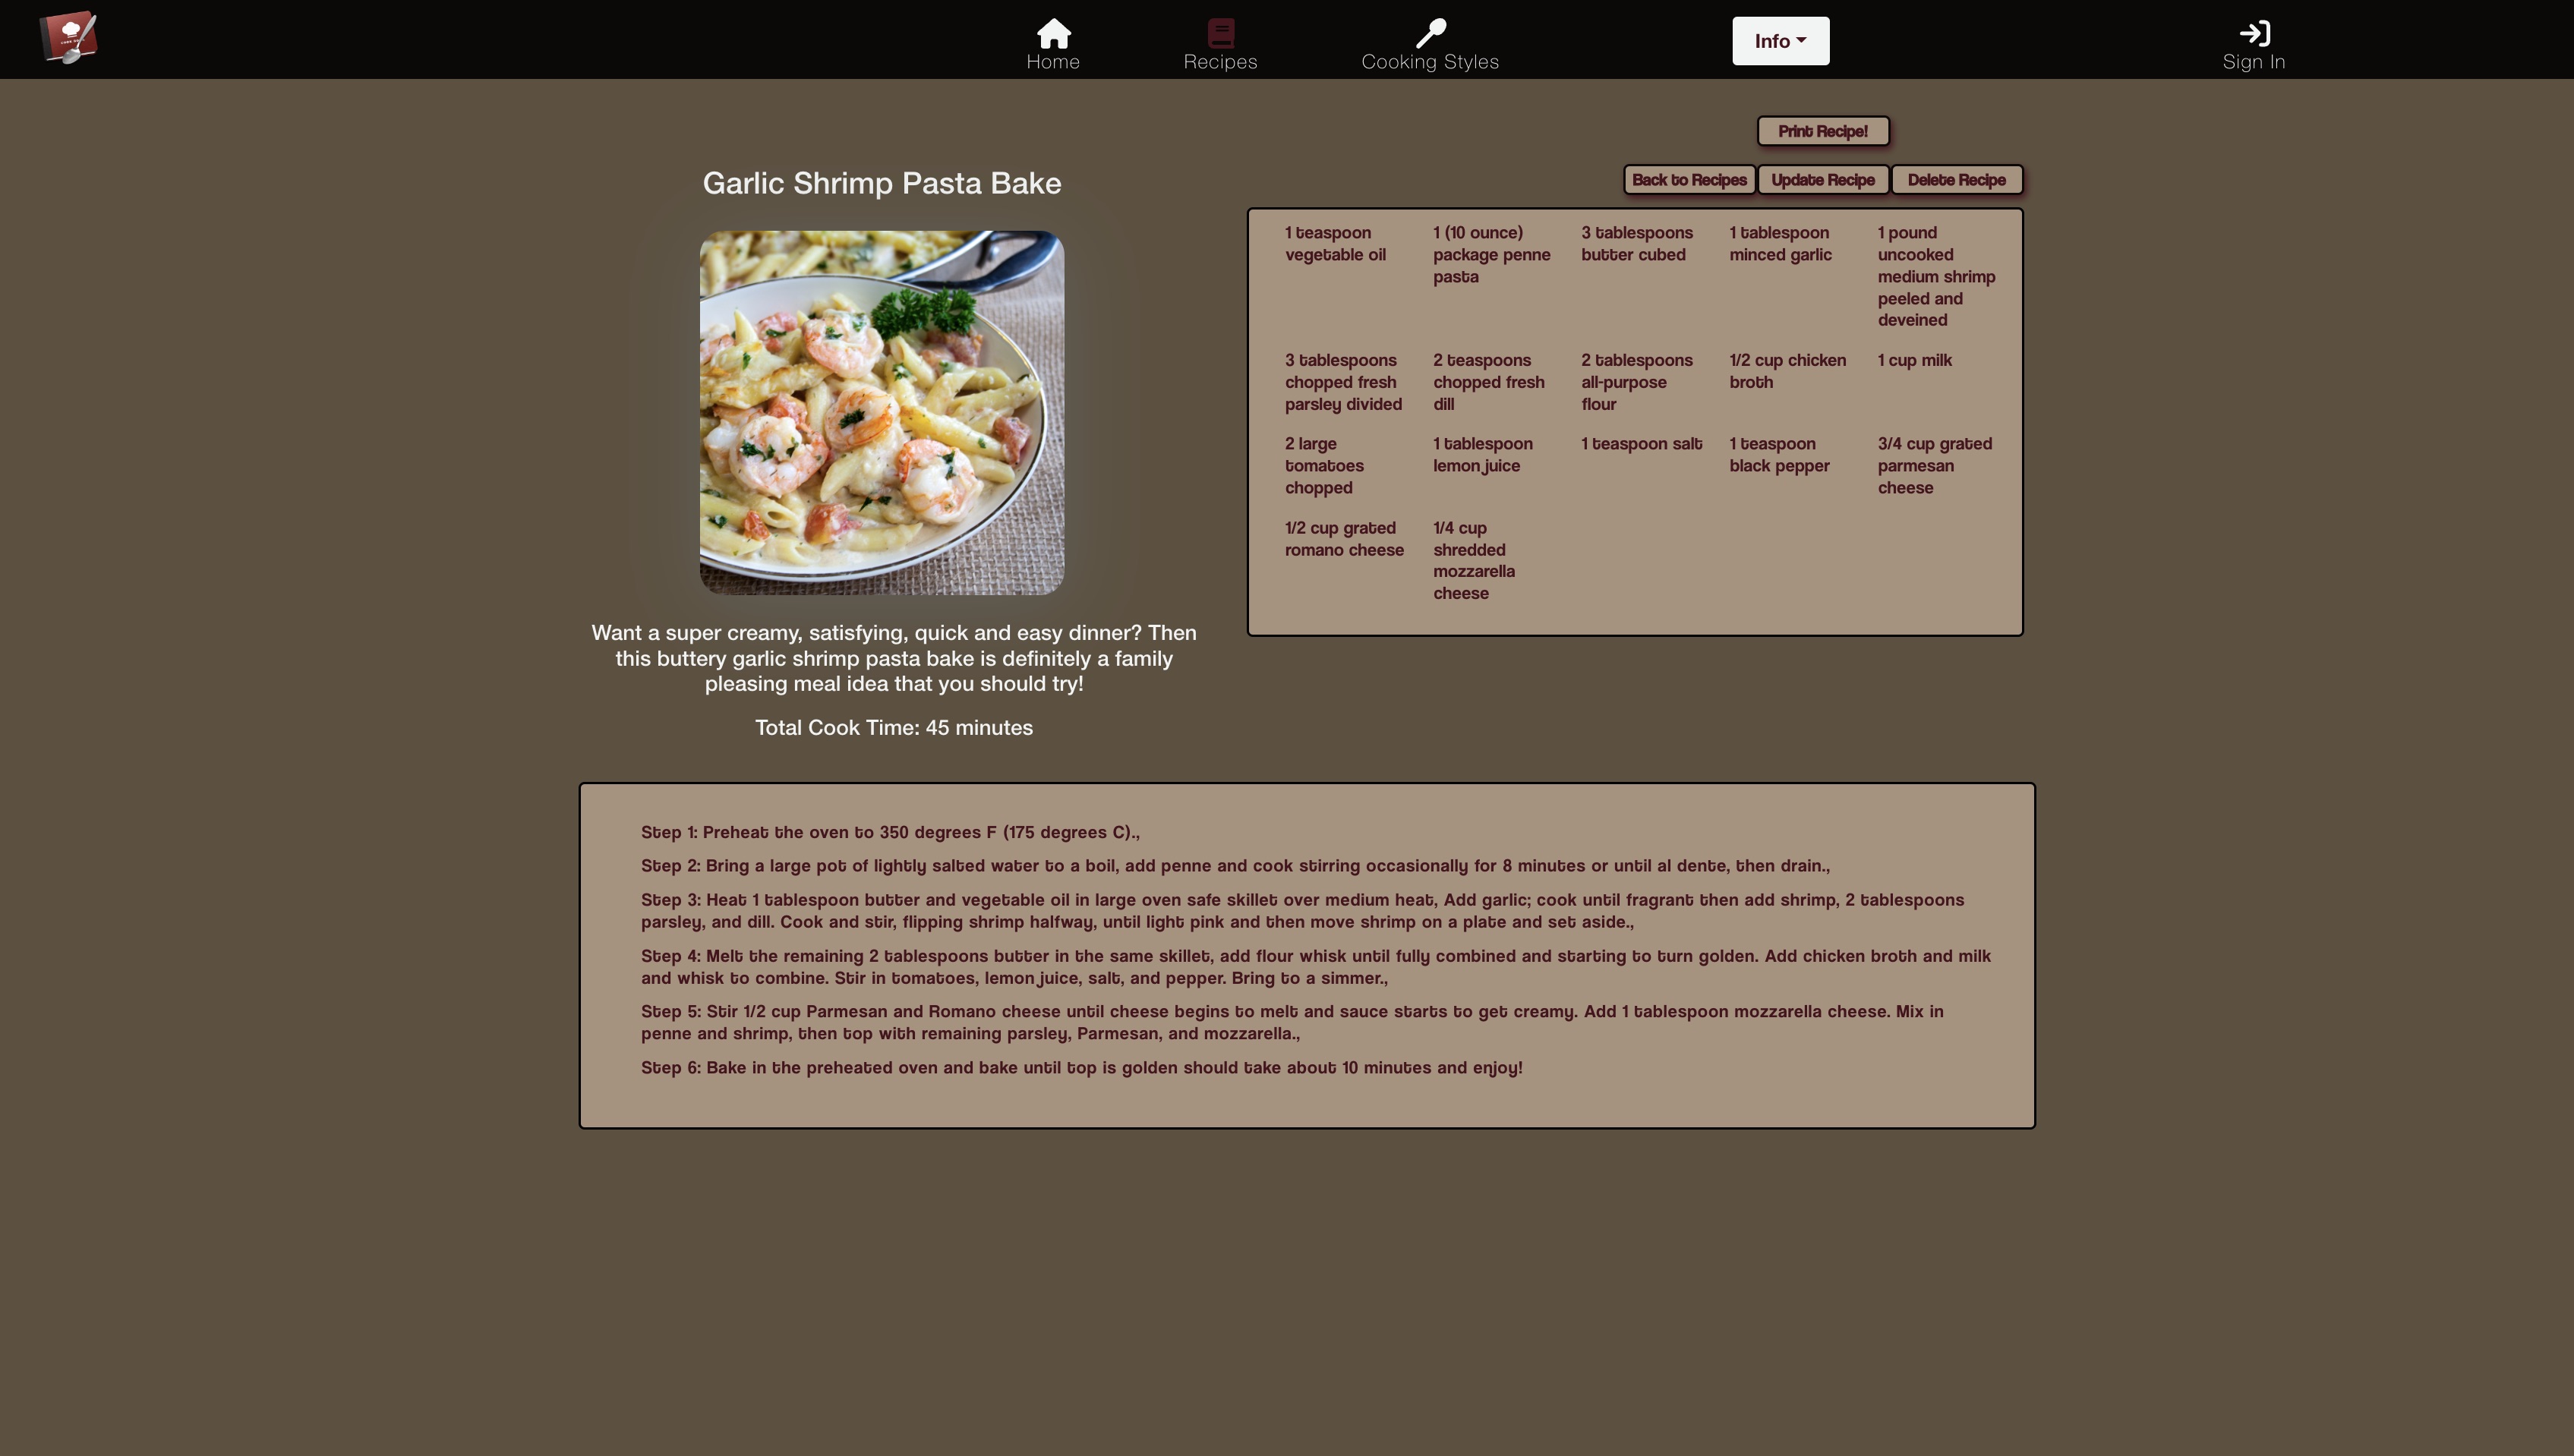 Home
Recipes
Cooking Styles
Info
Sign In
Print Recipe!
Back to Recipes
Update Recipe
Delete Recipe
Garlic Shrimp Pasta Bake
Want a super creamy, satisfying, quick and easy dinner? Then
this buttery garlic shrimp pasta bake is definitely a family
pleasing meal idea that you should try!
Total Cook Time: 45 minutes
1 teaspoon
vegetable oil
1 (10 ounce)
package penne
pasta
3 tablespoons
butter cubed
1 tablespoon
minced garlic
1 pound
uncooked
medium shrimp
peeled and
deveined
3 tablespoons
chopped fresh
parsley divided
2 teaspoons
chopped fresh
dill
2 tablespoons
all-purpose
flour
1/2 cup chicken
broth
1 cup milk
2 large
tomatoes
chopped
1 tablespoon
lemon juice
1 teaspoon salt
1 teaspoon
black pepper
3/4 cup grated
parmesan
cheese
1/2 cup grated
romano cheese
1/4 cup
shredded
mozzarella
cheese
Step 1: Preheat the oven to 350 degrees F (175 degrees C).,
Step 2: Bring a large pot of lightly salted water to a boil, add penne and cook stirring occasionally for 8 minutes or until al dente, then drain.,
Step 3: Heat 1 tablespoon butter and vegetable oil in large oven safe skillet over medium heat, Add garlic; cook until fragrant then add shrimp, 2 tablespoons
parsley, and dill. Cook and stir, flipping shrimp halfway, until light pink and then move shrimp on a plate and set aside.,
Step 4: Melt the remaining 2 tablespoons butter in the same skillet, add flour whisk until fully combined and starting to turn golden. Add chicken broth and milk
and whisk to combine. Stir in tomatoes, lemon juice, salt, and pepper. Bring to a simmer.,
Step 5: Stir 1/2 cup Parmesan and Romano cheese until cheese begins to melt and sauce starts to get creamy. Add 1 tablespoon mozzarella cheese. Mix in
penne and shrimp, then top with remaining parsley, Parmesan, and mozzarella.,
Step 6: Bake in the preheated oven and bake until top is golden should take about 10 minutes and enjoy!